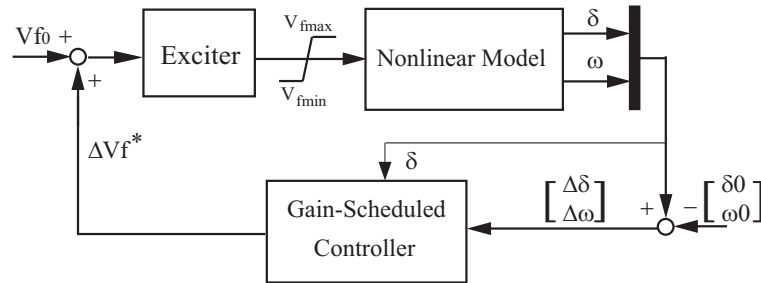 Vf0 +
+
Exciter
Vfmax
Vfmin
Nonlinear Model
δ
ω
ΔVf*
δ
Gain-Scheduled
Controller
[Δδ
Δω]
+
−
[δ0
ω0]